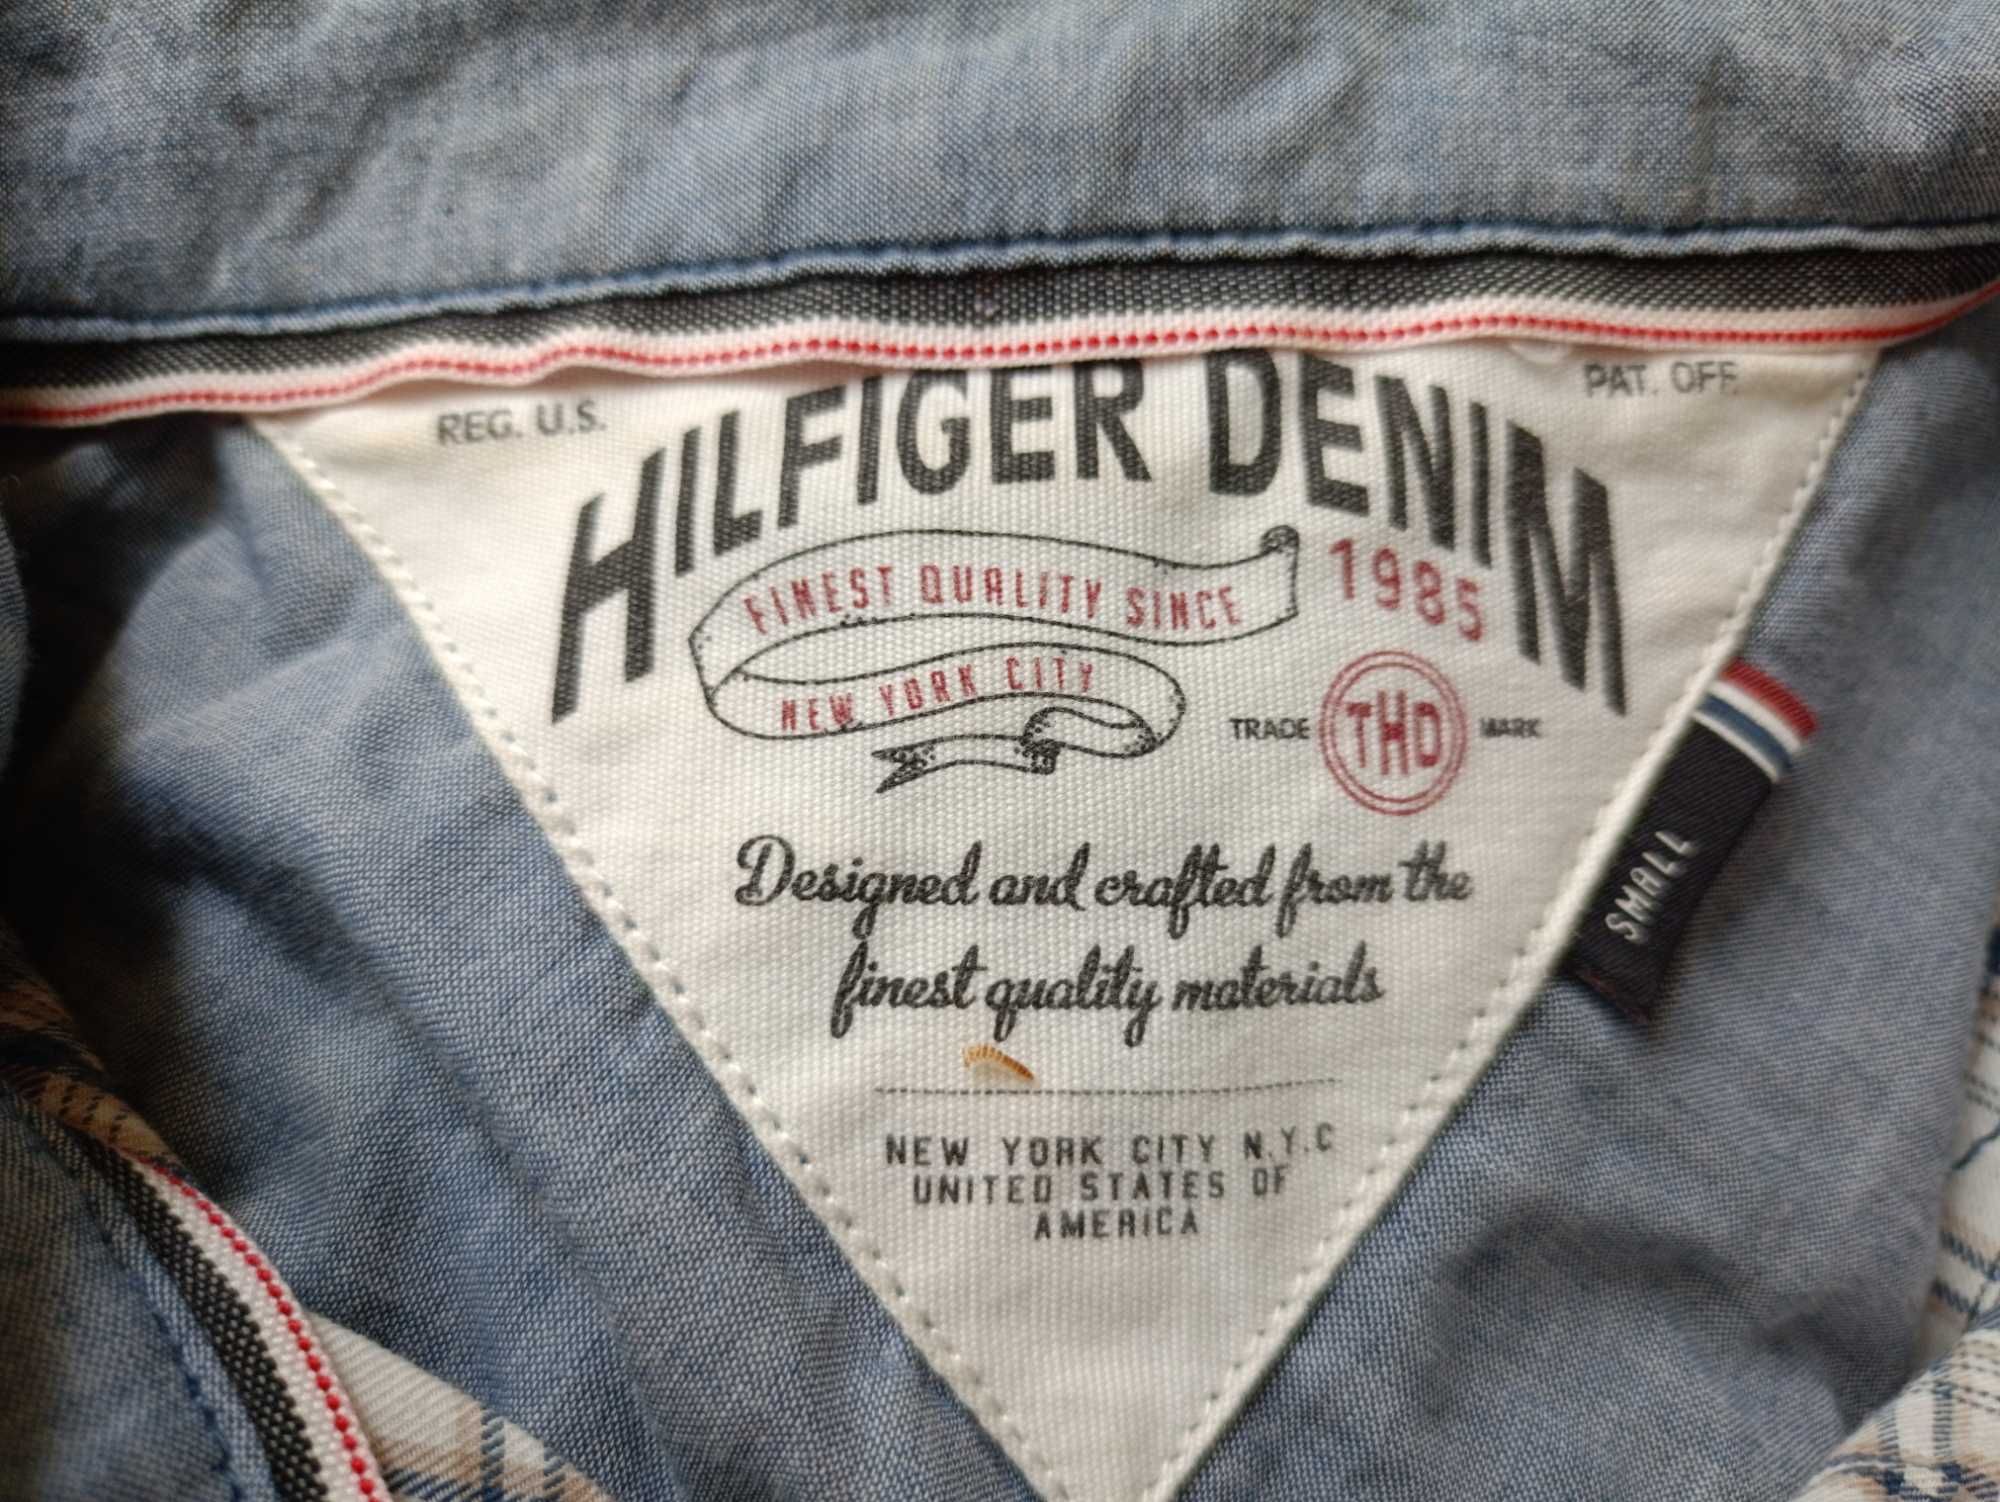 REG. U.S.
PAT. OFF.
HILFIGER DENIM
FINEST QUALITY SINCE
1985
NEW YORK CITY
TRADE THD MARK
Designed and crafted from the
finest quality materials
SMALL
NEW YORK CITY N.Y.C
UNITED STATES OF
AMERICA